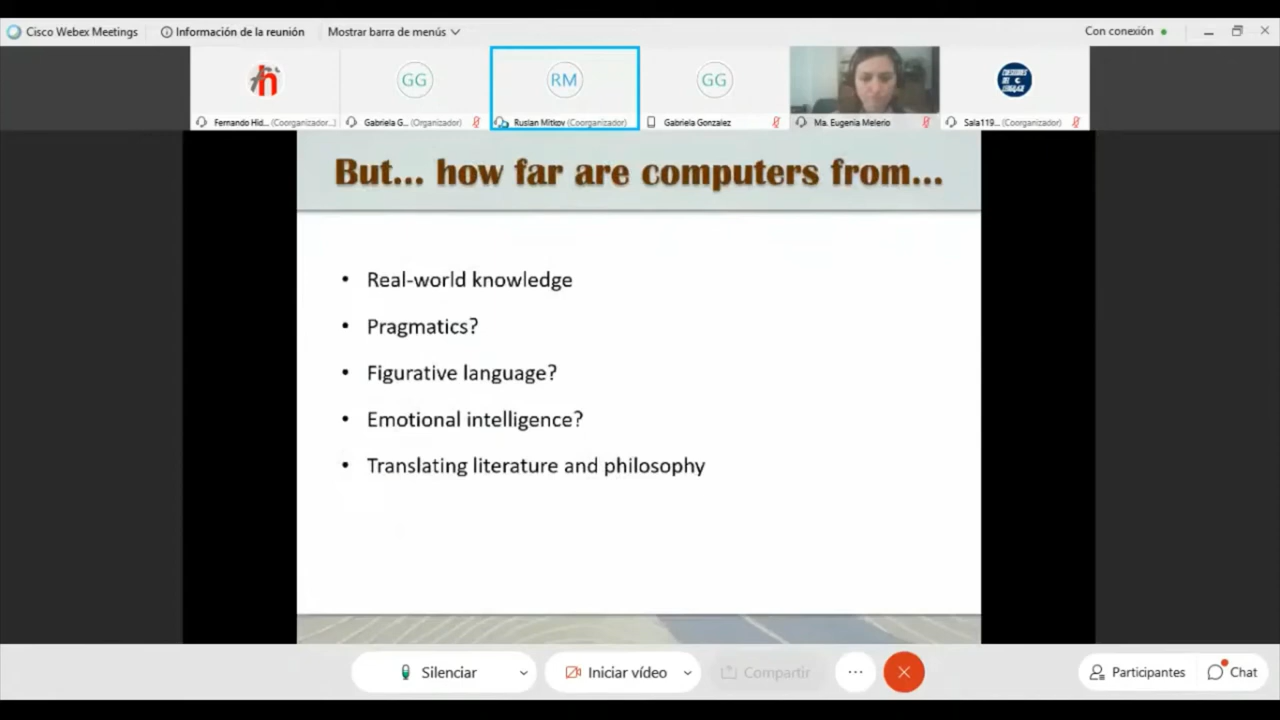 Cisco Webex Meetings
Información de la reunión
Mostrar barra de menús
Con conexión
GG
RM
GG
Fernando Hid... (Coorganizador...)
Gabriela G... (Organizador)
Ruslan Mitkov (Coorganizador)
Gabriela Gonzalez
Ma. Eugenia Melerio
Sala119... (Coorganizador)
But... how far are computers from...
• Real-world knowledge
• Pragmatics?
• Figurative language?
• Emotional intelligence?
• Translating literature and philosophy
Silenciar
Iniciar vídeo
Compartir
Participantes
Chat